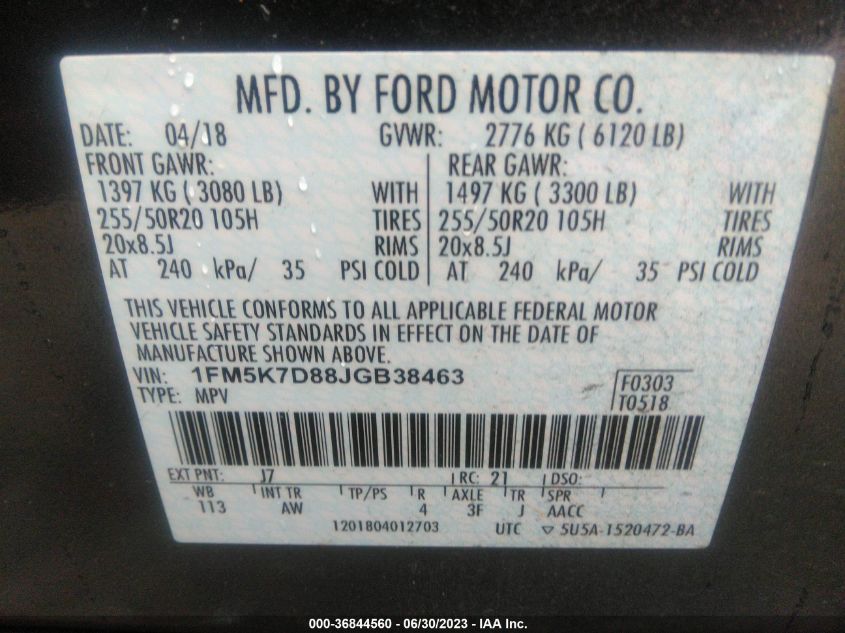 MFD. BY FORD MOTOR CO.
DATE: 04/18 GVWR: 2776 KG ( 6120 LB)
FRONT GAWR: REAR GAWR:
1397 KG ( 3080 LB) WITH 1497 KG ( 3300 LB) WITH
255/50R20 105H TIRES 255/50R20 105H TIRES
20x8.5J RIMS 20x8.5J RIMS
AT 240 kPa/ 35 PSI COLD AT 240 kPa/ 35 PSI COLD
THIS VEHICLE CONFORMS TO ALL APPLICABLE FEDERAL MOTOR
VEHICLE SAFETY STANDARDS IN EFFECT ON THE DATE OF
MANUFACTURE SHOWN ABOVE.
VIN: 1FM5K7D88JGB38463 F0303
TYPE: MPV T0518
EXT PNT: J7 RC: 21 DSO:
WB INT TR TP/PS R AXLE TR SPR
113 AW 4 3F J AACC
1201804012703 UTC ▽ 5U5A-1520472-BA
000-36844560 - 06/30/2023 - IAA Inc.